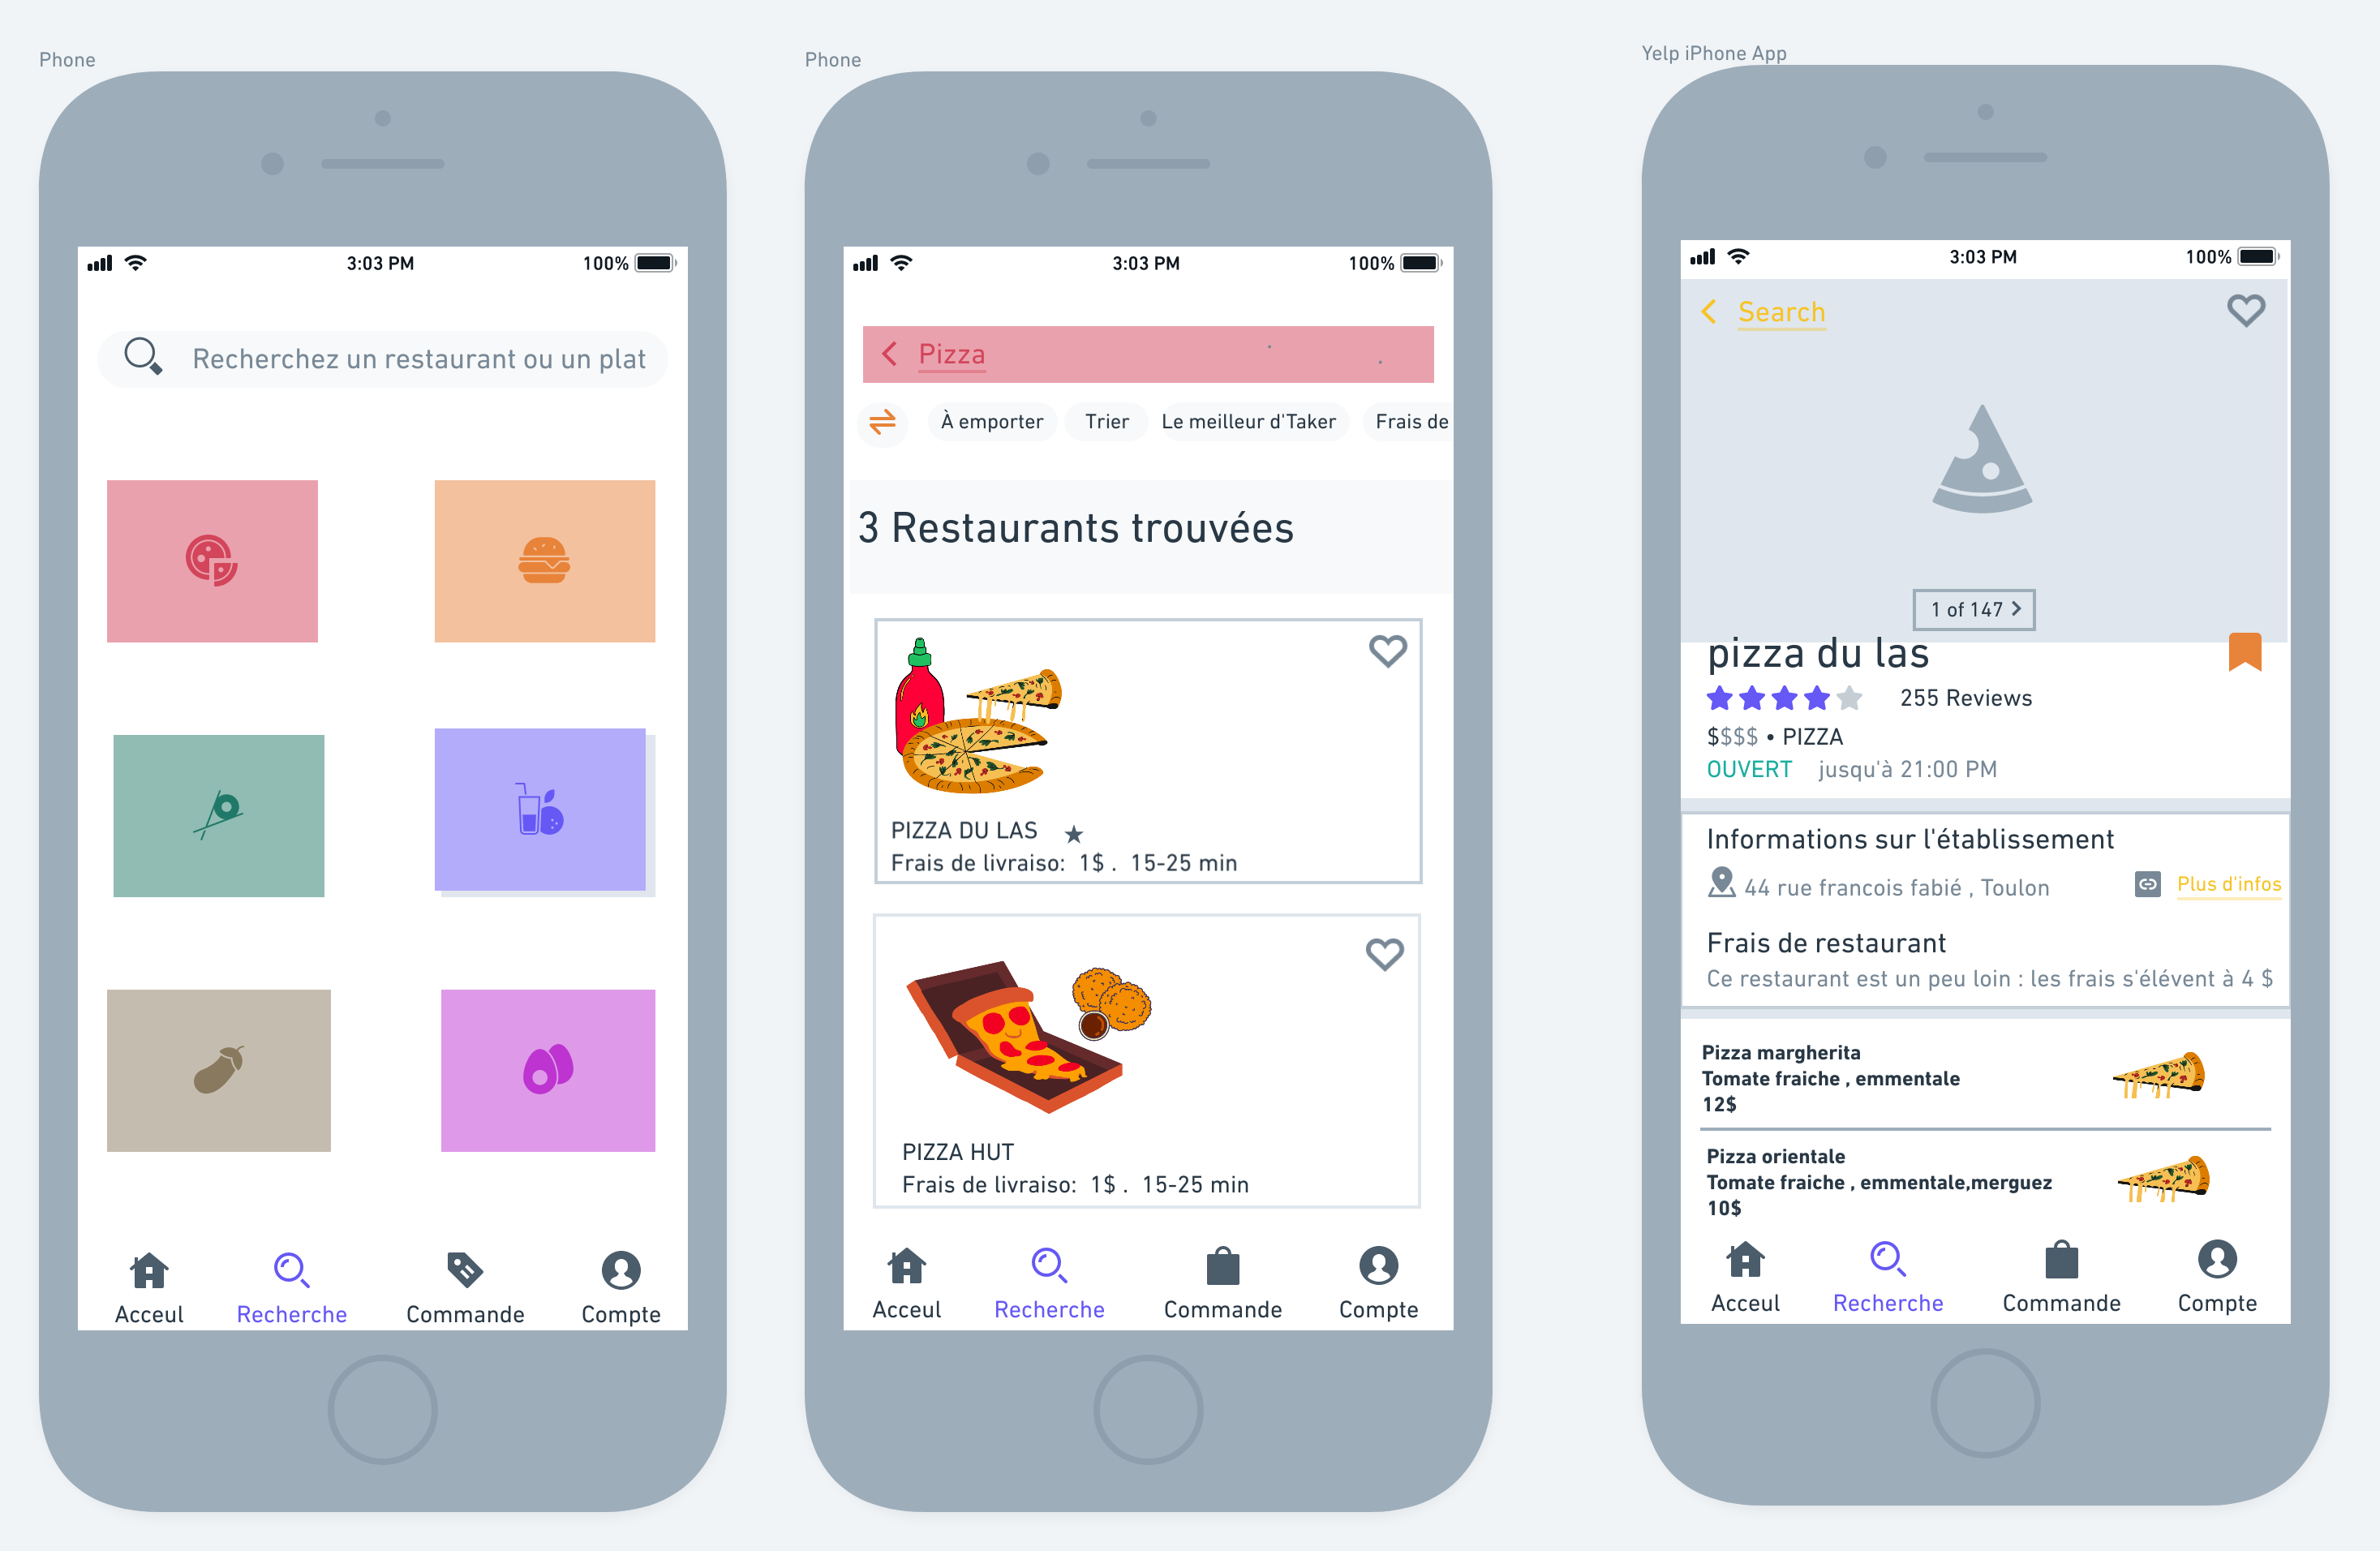 Phone
3:03 PM
100%
Recherchez un restaurant ou un plat
Acceul
Recherche
Commande
Compte
Phone
3:03 PM
100%
Pizza
À emporter
Trier
Le meilleur d'Taker
Frais de
3 Restaurants trouvées
PIZZA DU LAS
Frais de livraiso: 1$ . 15-25 min
PIZZA HUT
Frais de livraiso: 1$ . 15-25 min
Acceul
Recherche
Commande
Compte
Yelp iPhone App
3:03 PM
100%
Search
1 of 147
pizza du las
255 Reviews
$$$$ • PIZZA
OUVERT jusqu'à 21:00 PM
Informations sur l'établissement
44 rue francois fabié , Toulon
Plus d'infos
Frais de restaurant
Ce restaurant est un peu loin : les frais s'élévent à 4 $
Pizza margherita
Tomate fraiche , emmentale
12$
Pizza orientale
Tomate fraiche , emmentale,merguez
10$
Acceul
Recherche
Commande
Compte